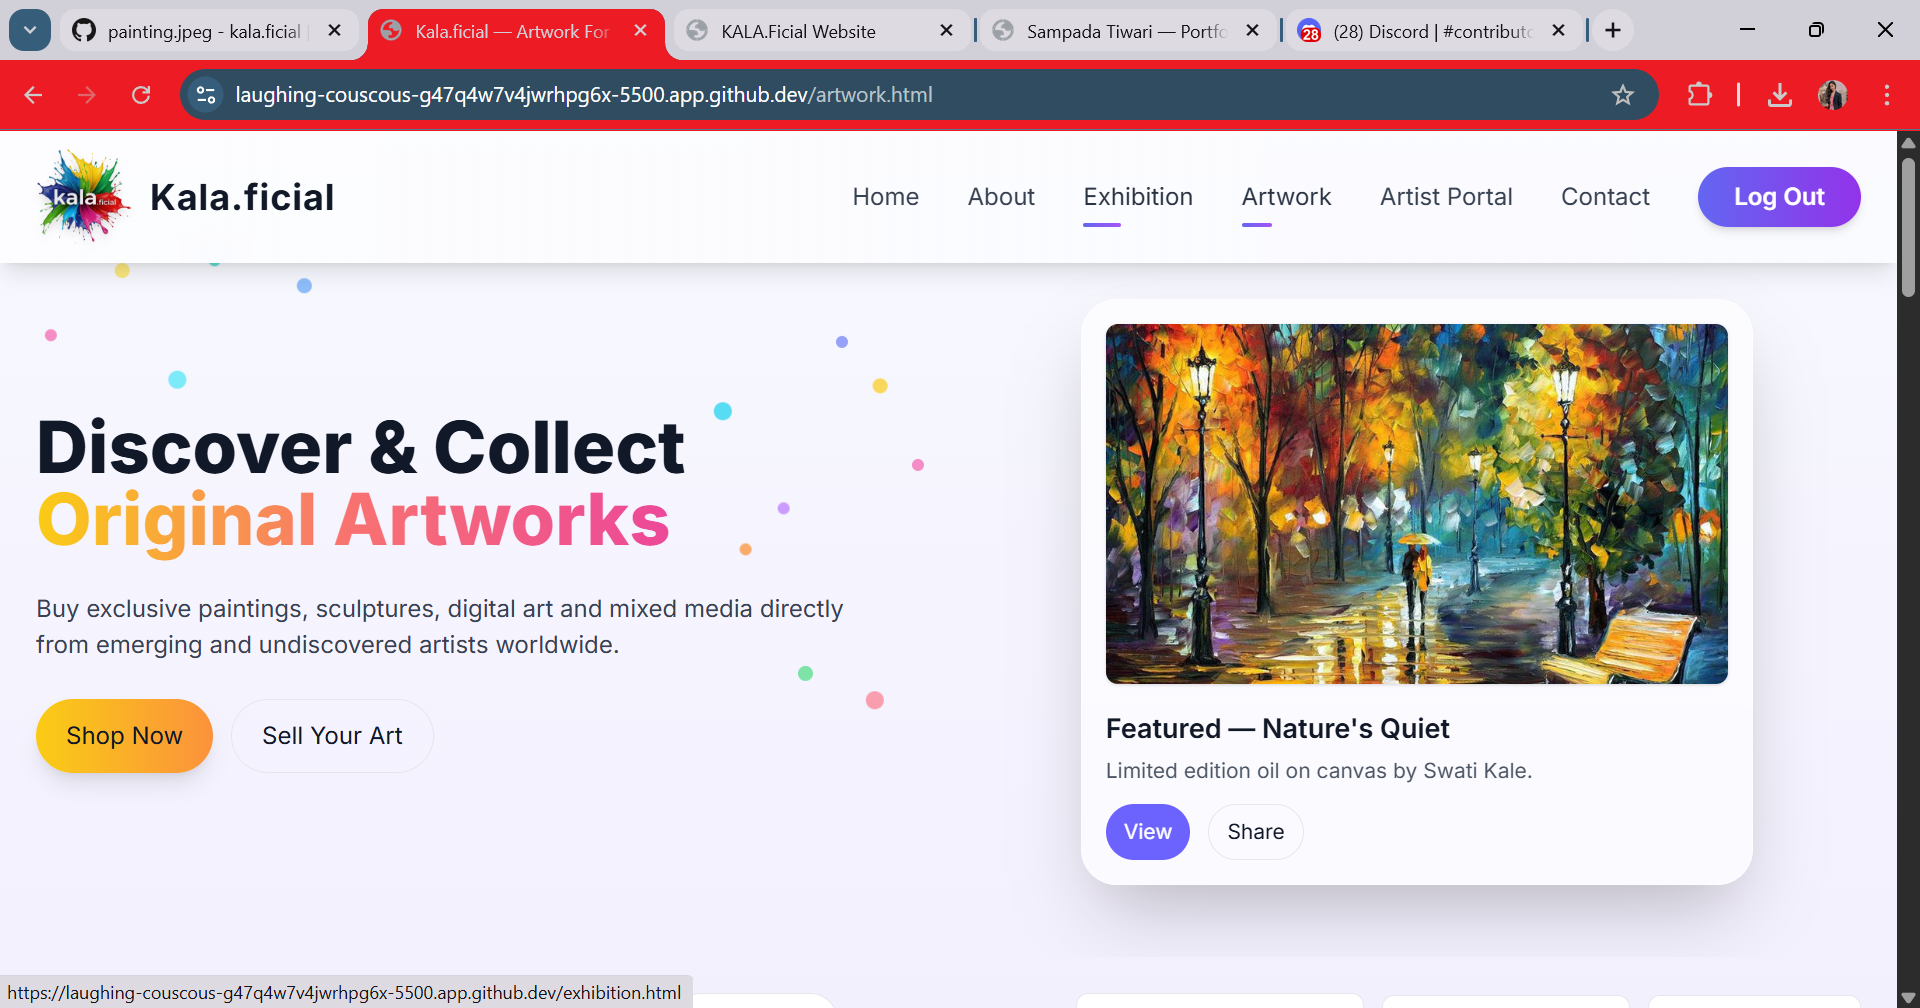 painting.jpeg - kala.ficial
Kala.ficial — Artwork For
KALA.Ficial Website
Sampada Tiwari — Portfo
28
(28) Discord | #contributo
laughing-couscous-g47q4w7v4jwrhpg6x-5500.app.github.dev/artwork.html
kala.ficial
Kala.ficial
Home
About
Exhibition
Artwork
Artist Portal
Contact
Log Out
Discover & Collect
Original Artworks
Buy exclusive paintings, sculptures, digital art and mixed media directly
from emerging and undiscovered artists worldwide.
Shop Now
Sell Your Art
Featured — Nature's Quiet
Limited edition oil on canvas by Swati Kale.
View
Share
https://laughing-couscous-g47q4w7v4jwrhpg6x-5500.app.github.dev/exhibition.html